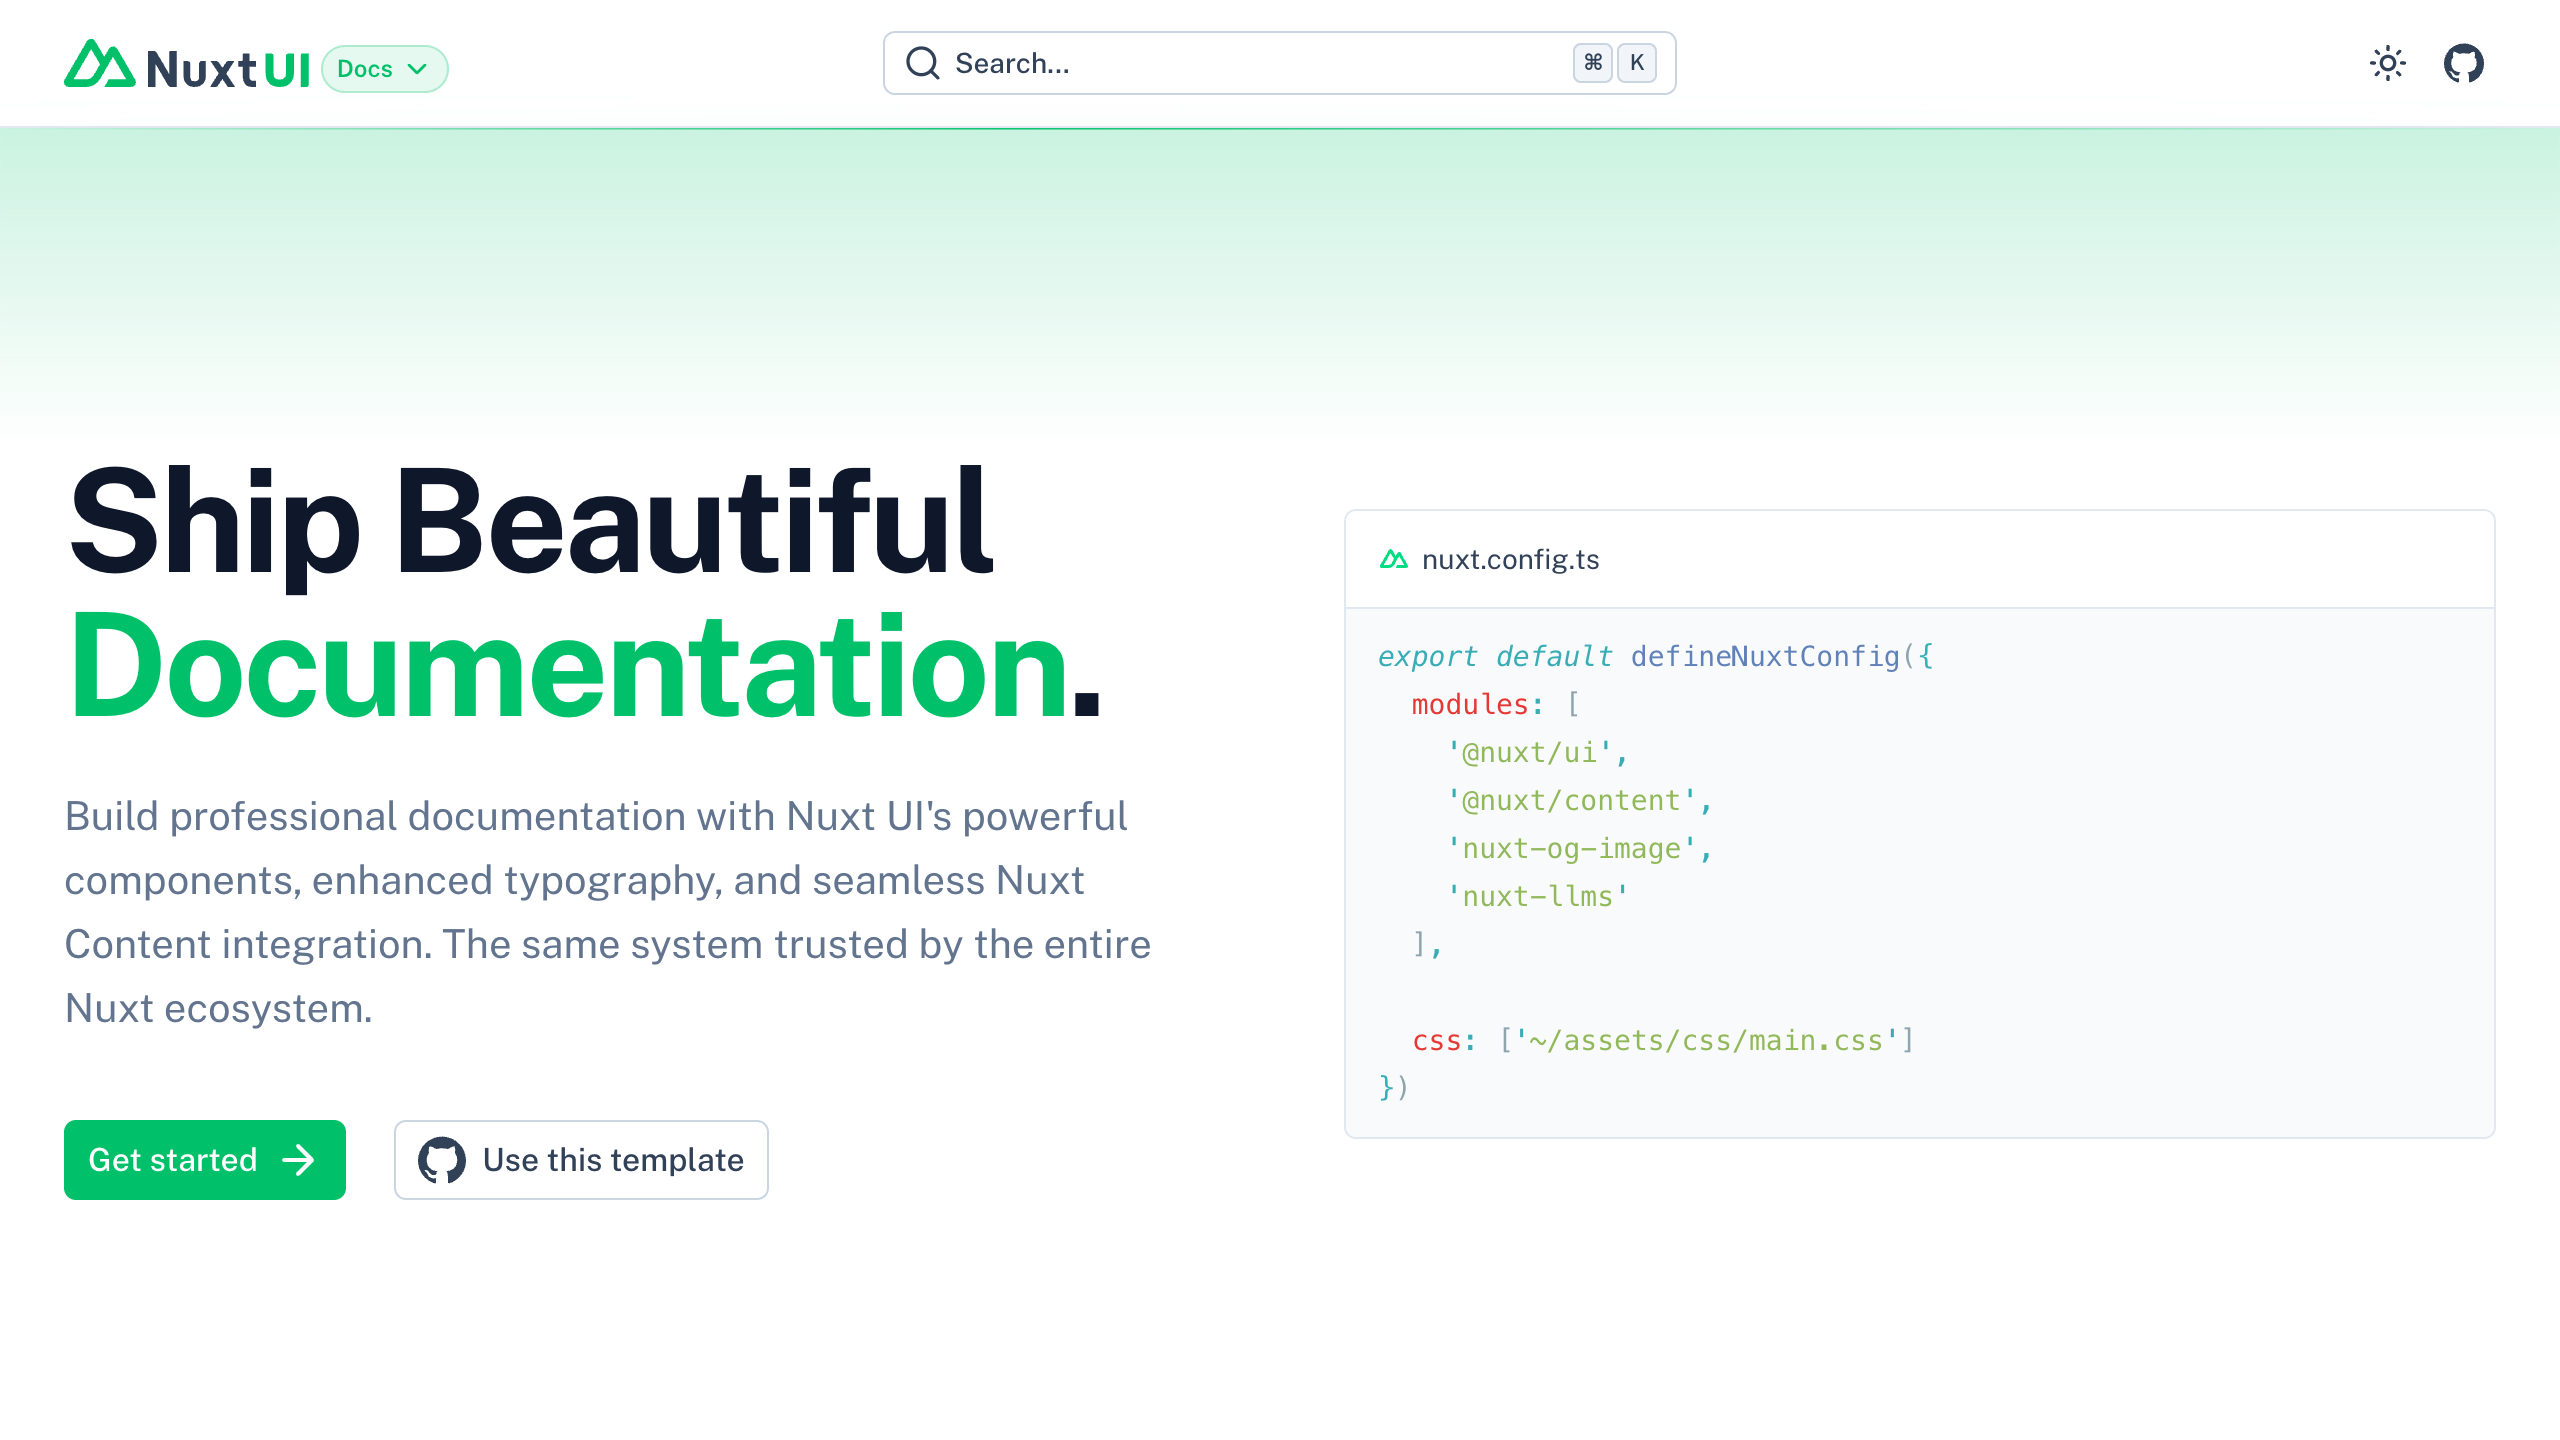 Nuxt UI Docs
Search... ⌘ K
Ship Beautiful
Documentation.
Build professional documentation with Nuxt UI's powerful
components, enhanced typography, and seamless Nuxt
Content integration. The same system trusted by the entire
Nuxt ecosystem.
Get started
Use this template
nuxt.config.ts
export default defineNuxtConfig({
  modules: [
    '@nuxt/ui',
    '@nuxt/content',
    'nuxt-og-image',
    'nuxt-llms'
  ],
  css: ['~/assets/css/main.css']
})